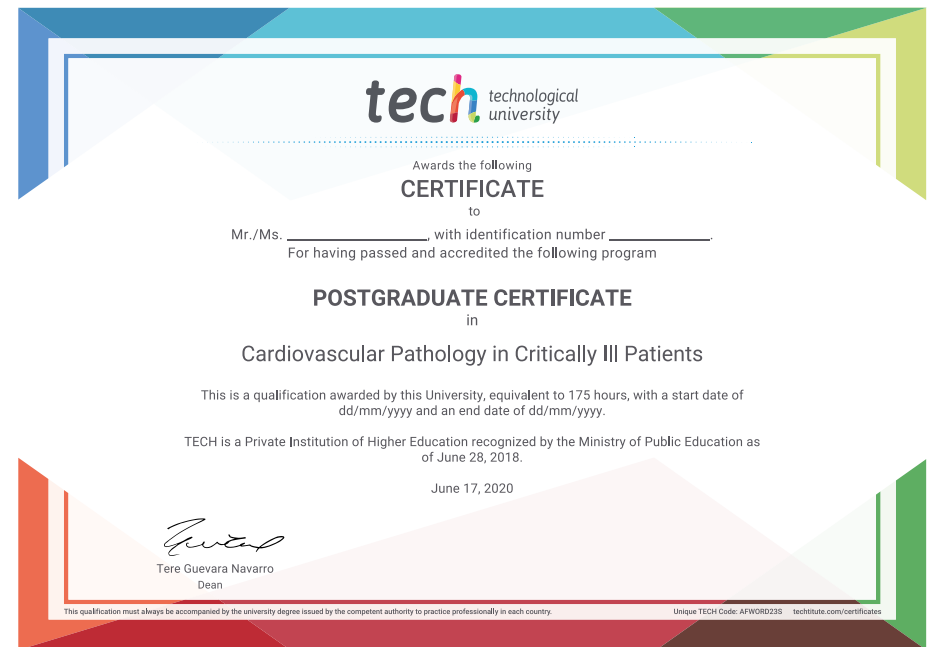 tech technological
university
Awards the following
CERTIFICATE
to
Mr./Ms. ____________, with identification number ____________.
For having passed and accredited the following program
POSTGRADUATE CERTIFICATE
in
Cardiovascular Pathology in Critically Ill Patients
This is a qualification awarded by this University, equivalent to 175 hours, with a start date of
dd/mm/yyyy and an end date of dd/mm/yyyy.
TECH is a Private Institution of Higher Education recognized by the Ministry of Public Education as
of June 28, 2018.
June 17, 2020
Tere Guevara Navarro
Dean
This qualification must always be accompanied by the university degree issued by the competent authority to practice professionally in each country.
Unique TECH Code: AFWORD23S techtitute.com/certificates